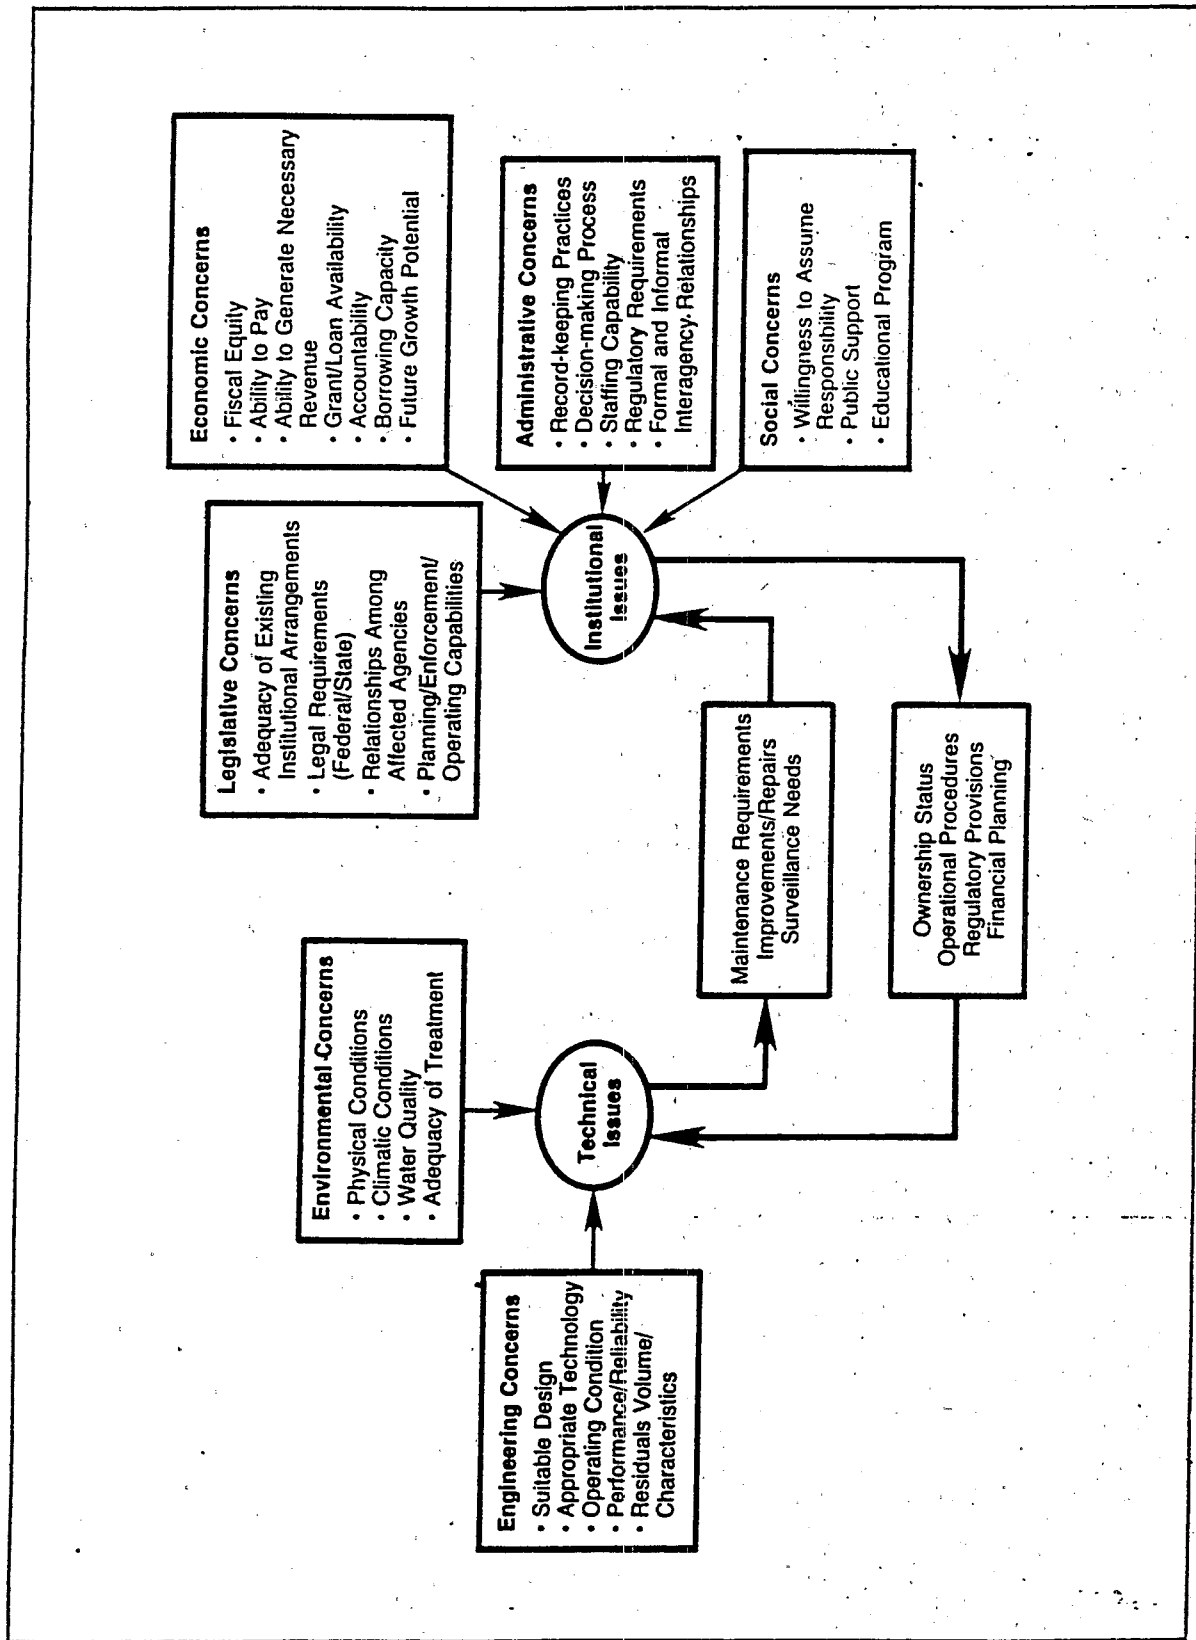 Economic Concerns
• Fiscal Equity
• Ability to Pay
• Ability to Generate Necessary
Revenue
• Grant/Loan Availability
• Accountability
• Borrowing Capacity
• Future Growth Potential
Legislative Concerns
• Adequacy of Existing
Institutional Arrangements
• Legal Requirements
(Federal/State)
• Relationships Among
Affected Agencies
• Planning/Enforcement/
Operating Capabilities
Environmental Concerns
• Physical Conditions
• Climatic Conditions
• Water Quality
• Adequacy of Treatment
Engineering Concerns
• Suitable Design
• Appropriate Technology
• Operating Condition
• Performance/Reliability
• Residuals Volume/
Characteristics
Technical
Issues
Institutional
Issues
Administrative Concerns
• Record-keeping Practices
• Decision-making Process
• Staffing Capability
• Regulatory Requirements
• Formal and Informal
Interagency Relationships
Social Concerns
• Willingness to Assume
Responsibility
• Public Support
• Educational Program
Maintenance Requirements
Improvements/Repairs
Surveillance Needs
Ownership Status
Operational Procedures
Regulatory Provisions
Financial Planning